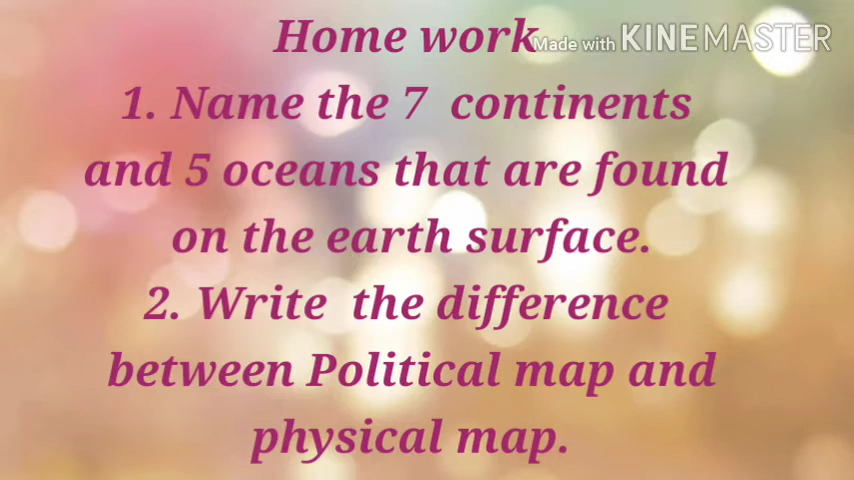 Home work
Made with KINEMASTER
1. Name the 7 continents
and 5 oceans that are found
on the earth surface.
2. Write the difference
between Political map and
physical map.